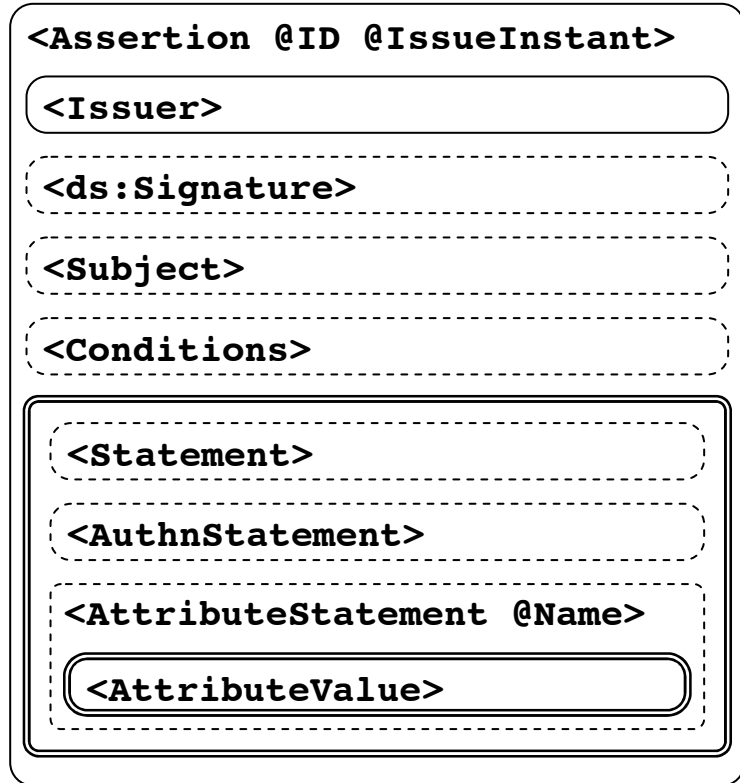 <Assertion @ID @IssueInstant>
<Issuer>
<ds:Signature>
<Subject>
<Conditions>
<Statement>
<AuthnStatement>
<AttributeStatement @Name>
<AttributeValue>